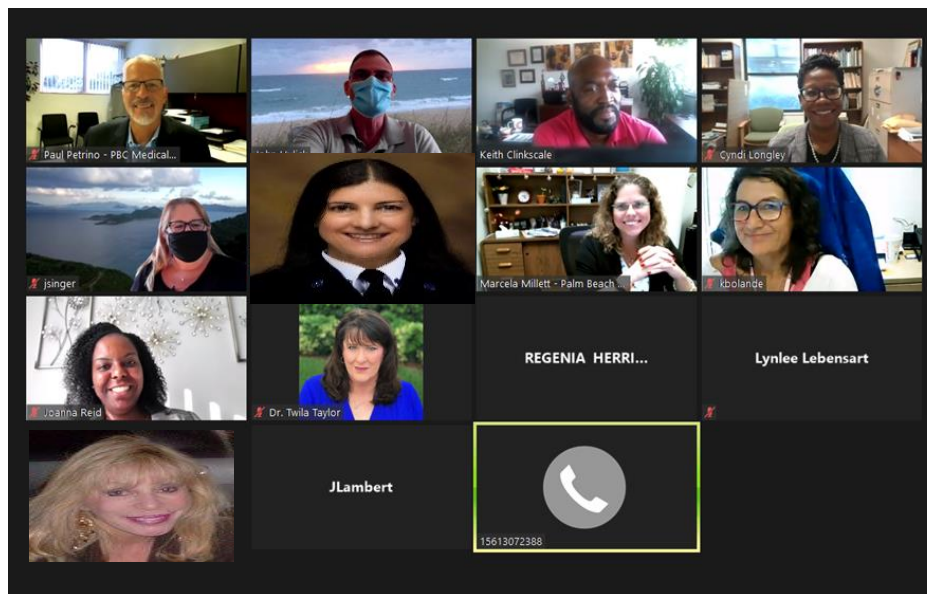 Paul Petrino - PBC Medical...
Keith Clinkscale
Cyndi Longley
jsinger
Marcela Millett - Palm Beach ...
kbolande
Joanna Reid
Dr. Twila Taylor
REGENIA HERRI...
Lynlee Lebensart
JLambert
15613072388